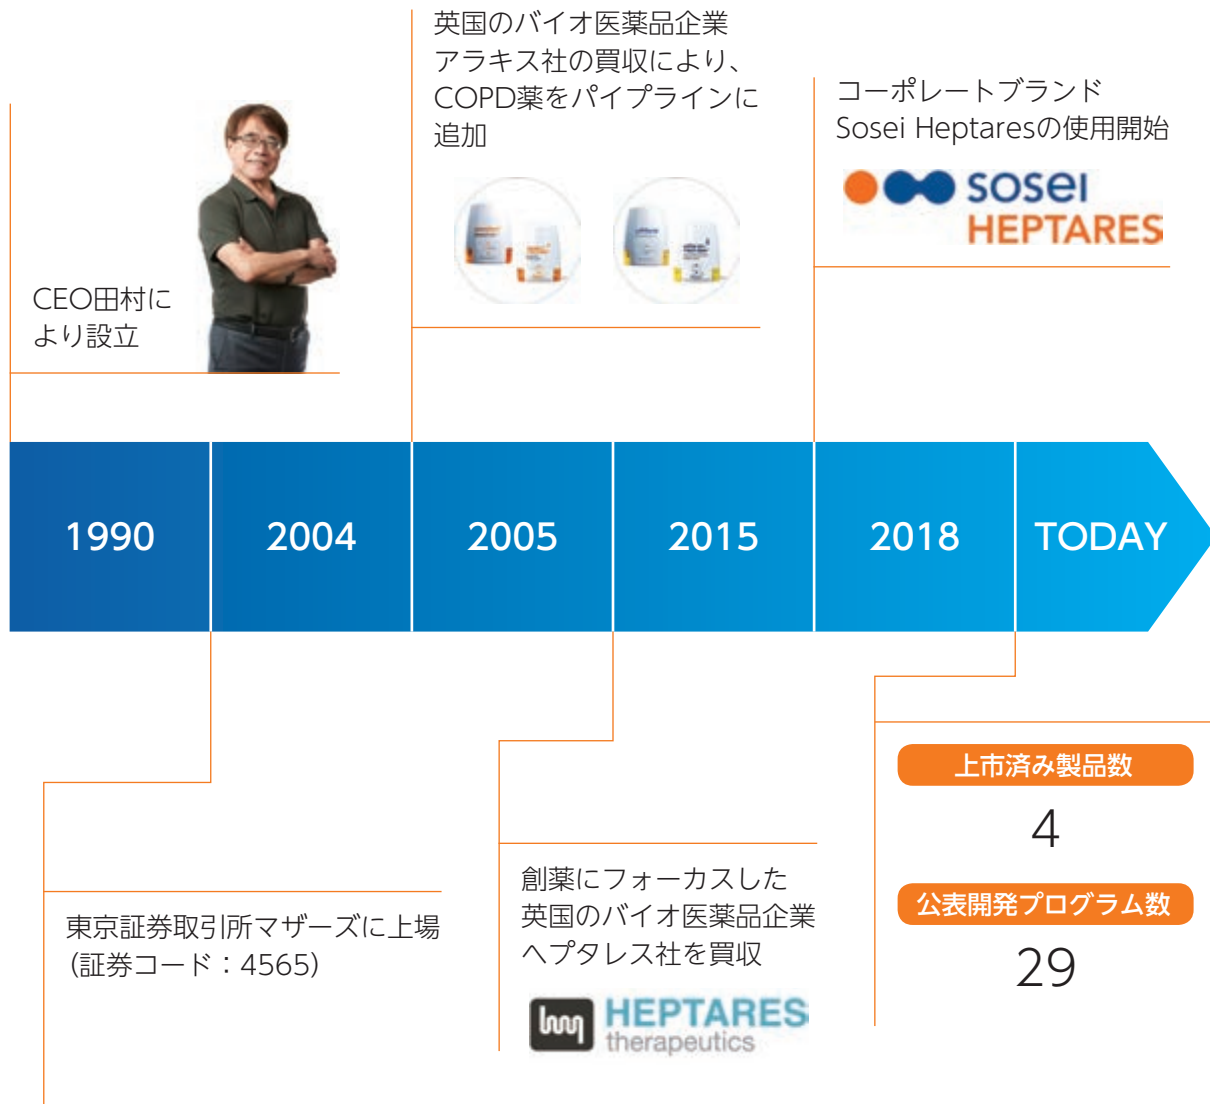 英国のバイオ医薬品企業
アラキス社の買収により、
COPD薬をパイプラインに
追加
コーポレートブランド
Sosei Heptaresの使用開始
sosei
HEPTARES
CEO田村に
より設立
1990
2004
2005
2015
2018
TODAY
上市済み製品数
4
公表開発プログラム数
29
東京証券取引所マザーズに上場
(証券コード：4565)
創薬にフォーカスした
英国のバイオ医薬品企業
ヘプタレス社を買収
HEPTARES
therapeutics